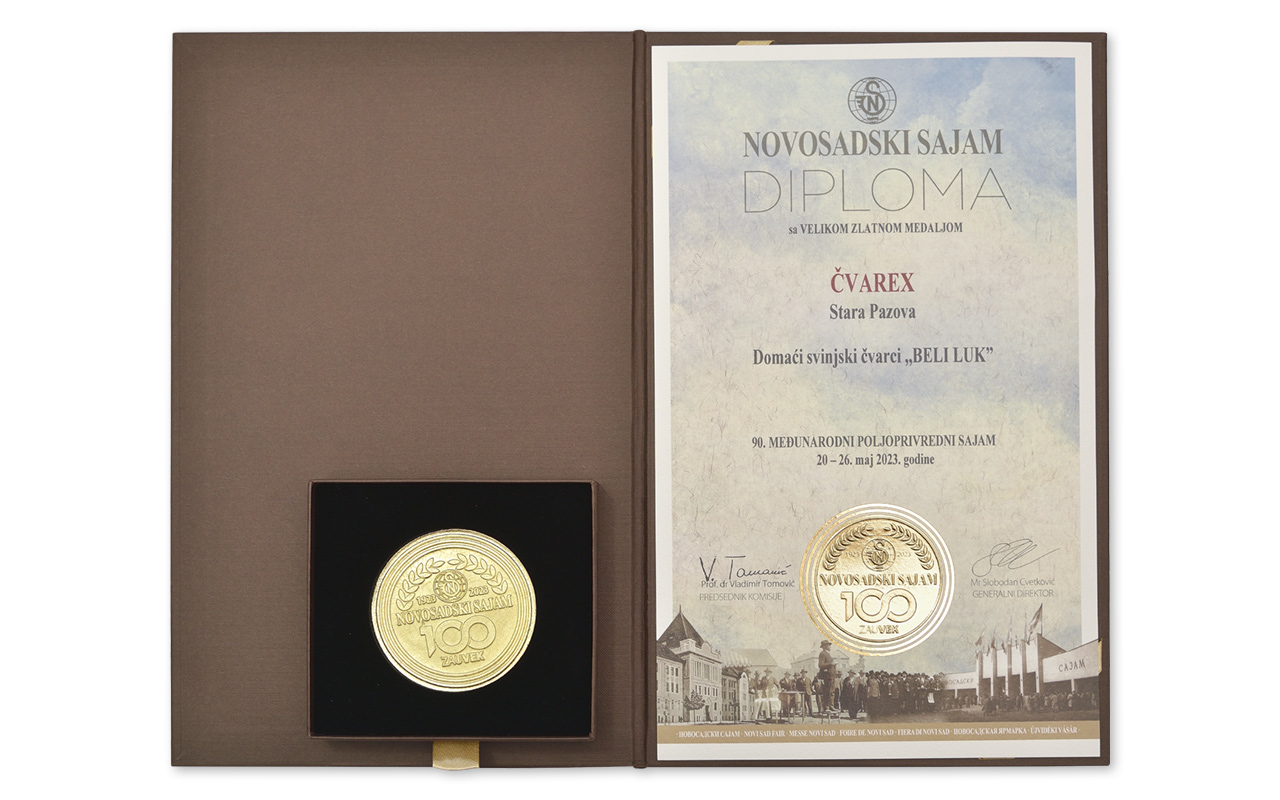 NOVOSADSKI SAJAM
DIPLOMA
sa VELIKOM ZLATNOM MEDALJOM
ČVAREX
Stara Pazova
Domaći svinjski čvarci „BELI LUK”
90. MEĐUNARODNI POLJOPRIVREDNI SAJAM
20 – 26. maj 2023. godine
V. Tomović
Prof. dr Vladimir Tomović
PREDSEDNIK KOMISIJE
1923 2023
NOVOSADSKI SAJAM
100
ZAUVEK
Mr Slobodan Cvetković
GENERALNI DIREKTOR
САЈАМ
· НОВОСАДСКИ САЈАМ · NOVI SAD FAIR · MESSE NOVI SAD · FOIRE DE NOVI SAD · FIERA DI NOVI SAD · НОВОСАДСКАЯ ЯРМАРКА · ÚJVIDÉKI VÁSÁR ·
1923 2023
NOVOSADSKI SAJAM
100
ZAUVEK